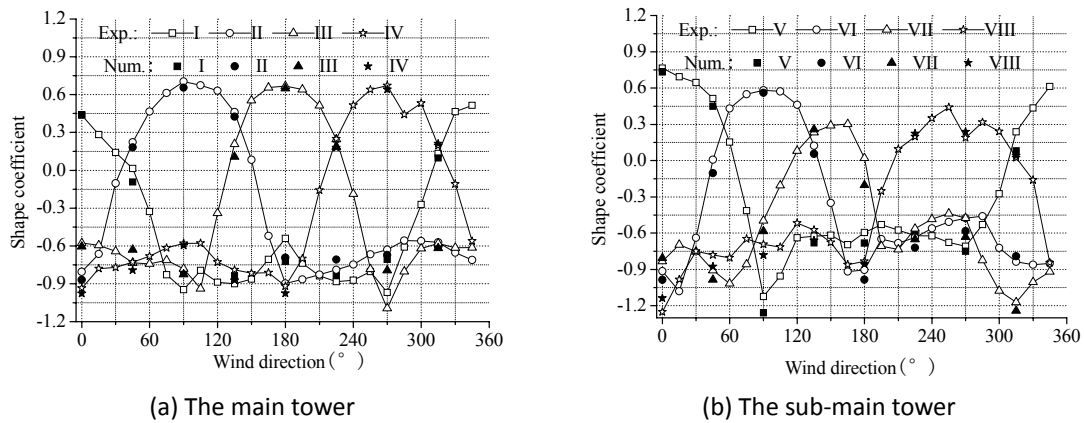 1.2
0.9
0.6
0.3
0.0
-0.6
-0.9
-1.2
Shape coefficient
Exp.: I II III IV
Num.: I II III IV
0 60 120 180 240 300 360
Wind direction(°)
(a) The main tower
1.2
0.9
0.6
0.3
0.0
-0.3
-0.6
-0.9
-1.2
Shape coefficient
Exp.: V VI VII VIII
Num.: V VI VII VIII
0 60 120 180 240 300 360
Wind direction(°)
(b) The sub-main tower